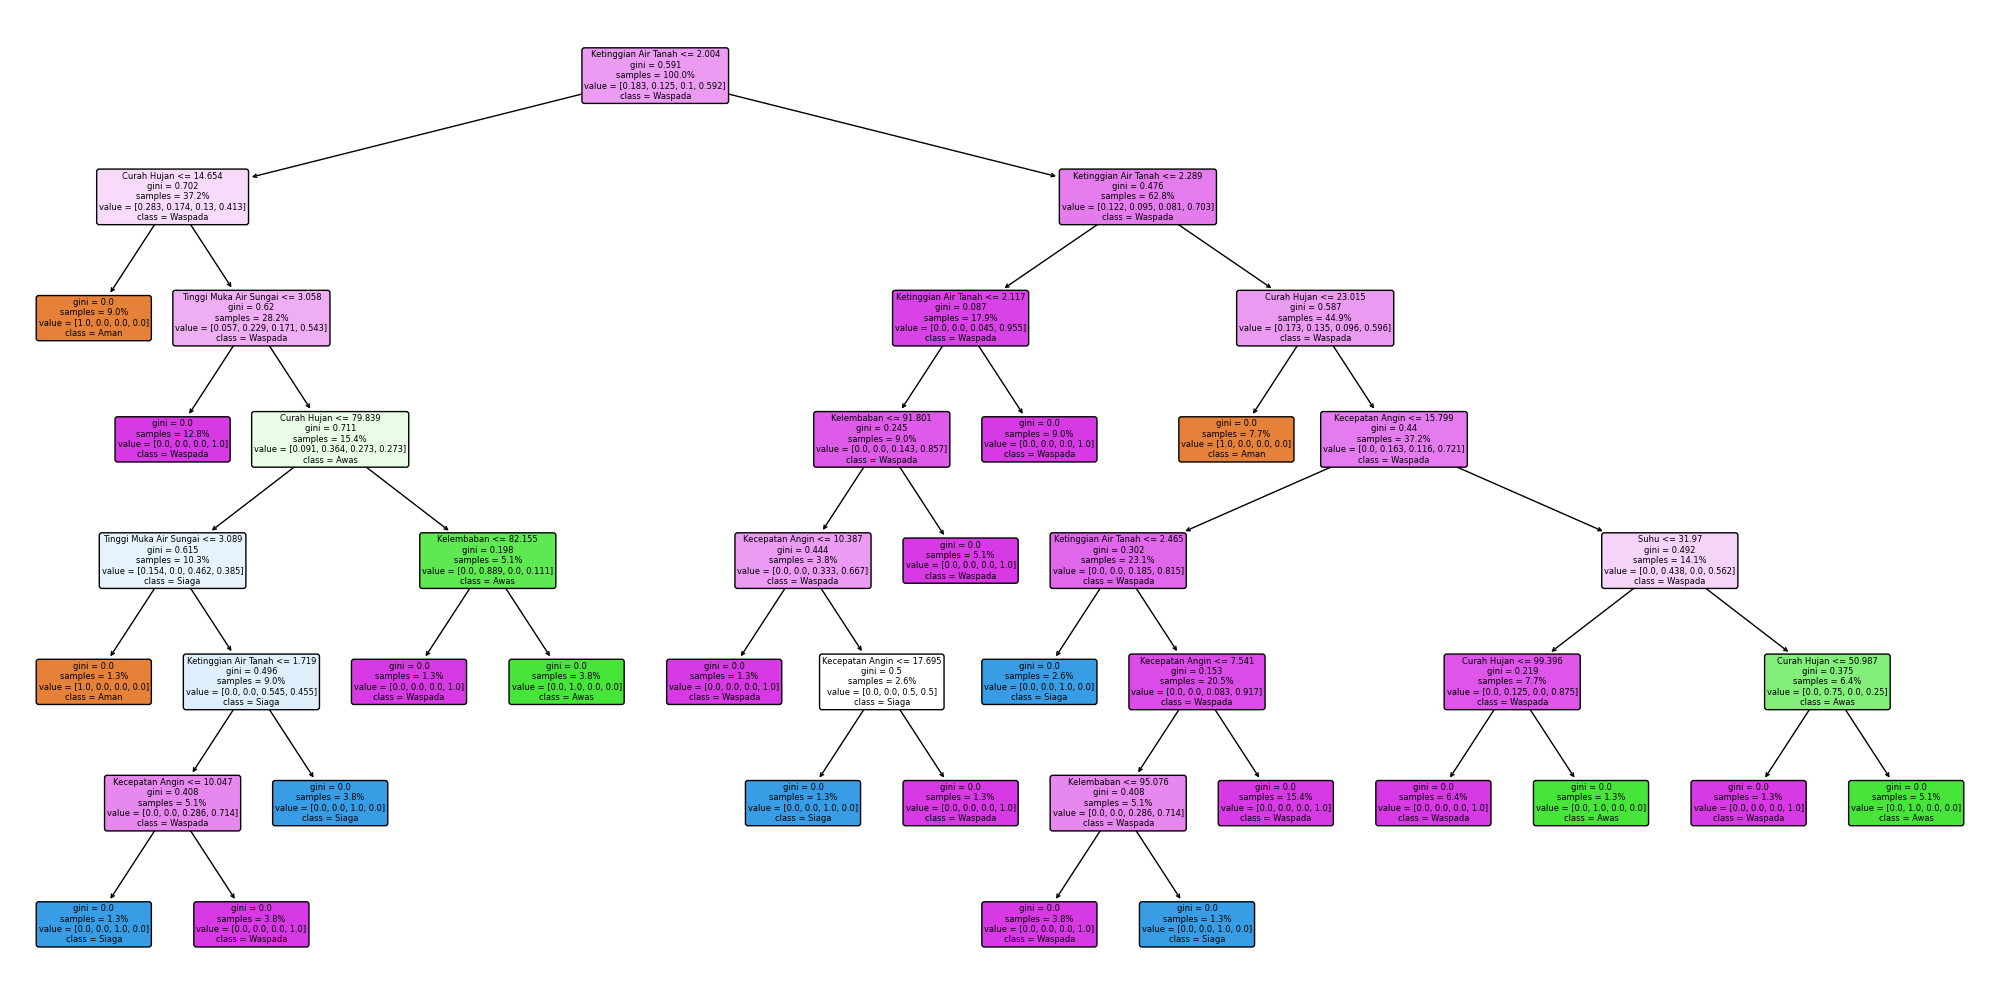 Ketinggian Air Tanah <= 2.004
gini = 0.591
samples = 100.0%
value = [0.183, 0.125, 0.1, 0.592]
class = Waspada
Curah Hujan <= 14.654
gini = 0.702
samples = 37.2%
value = [0.283, 0.174, 0.13, 0.413]
class = Waspada
Ketinggian Air Tanah <= 2.289
gini = 0.476
samples = 62.8%
value = [0.122, 0.095, 0.081, 0.703]
class = Waspada
gini = 0.0
samples = 9.0%
value = [1.0, 0.0, 0.0, 0.0]
class = Aman
Tinggi Muka Air Sungai <= 3.058
gini = 0.62
samples = 28.2%
value = [0.057, 0.229, 0.171, 0.543]
class = Waspada
Ketinggian Air Tanah <= 2.117
gini = 0.087
samples = 17.9%
value = [0.0, 0.0, 0.045, 0.955]
class = Waspada
Curah Hujan <= 23.015
gini = 0.587
samples = 44.9%
value = [0.173, 0.135, 0.096, 0.596]
class = Waspada
gini = 0.0
samples = 12.8%
value = [0.0, 0.0, 0.0, 1.0]
class = Waspada
Curah Hujan <= 79.839
gini = 0.711
samples = 15.4%
value = [0.091, 0.364, 0.273, 0.273]
class = Awas
Kelembaban <= 91.801
gini = 0.245
samples = 9.0%
value = [0.0, 0.0, 0.143, 0.857]
class = Waspada
gini = 0.0
samples = 9.0%
value = [0.0, 0.0, 0.0, 1.0]
class = Waspada
gini = 0.0
samples = 7.7%
value = [1.0, 0.0, 0.0, 0.0]
class = Aman
Kecepatan Angin <= 15.799
gini = 0.44
samples = 37.2%
value = [0.0, 0.163, 0.116, 0.721]
class = Waspada
Tinggi Muka Air Sungai <= 3.089
gini = 0.615
samples = 10.3%
value = [0.154, 0.0, 0.462, 0.385]
class = Siaga
Kelembaban <= 82.155
gini = 0.198
samples = 5.1%
value = [0.0, 0.889, 0.0, 0.111]
class = Awas
Kecepatan Angin <= 10.387
gini = 0.444
samples = 3.8%
value = [0.0, 0.0, 0.333, 0.667]
class = Waspada
gini = 0.0
samples = 5.1%
value = [0.0, 0.0, 0.0, 1.0]
class = Waspada
Ketinggian Air Tanah <= 2.465
gini = 0.302
samples = 23.1%
value = [0.0, 0.0, 0.185, 0.815]
class = Waspada
Suhu <= 31.97
gini = 0.492
samples = 14.1%
value = [0.0, 0.438, 0.0, 0.562]
class = Waspada
gini = 0.0
samples = 1.3%
value = [1.0, 0.0, 0.0, 0.0]
class = Aman
Ketinggian Air Tanah <= 1.719
gini = 0.496
samples = 9.0%
value = [0.0, 0.0, 0.545, 0.455]
class = Siaga
gini = 0.0
samples = 1.3%
value = [0.0, 0.0, 0.0, 1.0]
class = Waspada
gini = 0.0
samples = 3.8%
value = [0.0, 1.0, 0.0, 0.0]
class = Awas
gini = 0.0
samples = 1.3%
value = [0.0, 0.0, 0.0, 1.0]
class = Waspada
Kecepatan Angin <= 17.695
gini = 0.5
samples = 2.6%
value = [0.0, 0.0, 0.5, 0.5]
class = Siaga
gini = 0.0
samples = 2.6%
value = [0.0, 0.0, 1.0, 0.0]
class = Siaga
Kecepatan Angin <= 7.541
gini = 0.153
samples = 20.5%
value = [0.0, 0.0, 0.083, 0.917]
class = Waspada
Curah Hujan <= 99.396
gini = 0.219
samples = 7.7%
value = [0.0, 0.125, 0.0, 0.875]
class = Waspada
Curah Hujan <= 50.987
gini = 0.375
samples = 6.4%
value = [0.0, 0.75, 0.0, 0.25]
class = Awas
Kecepatan Angin <= 10.047
gini = 0.408
samples = 5.1%
value = [0.0, 0.0, 0.286, 0.714]
class = Waspada
gini = 0.0
samples = 3.8%
value = [0.0, 0.0, 1.0, 0.0]
class = Siaga
gini = 0.0
samples = 1.3%
value = [0.0, 0.0, 1.0, 0.0]
class = Siaga
gini = 0.0
samples = 1.3%
value = [0.0, 0.0, 0.0, 1.0]
class = Waspada
Kelembaban <= 95.076
gini = 0.408
samples = 5.1%
value = [0.0, 0.0, 0.286, 0.714]
class = Waspada
gini = 0.0
samples = 15.4%
value = [0.0, 0.0, 0.0, 1.0]
class = Waspada
gini = 0.0
samples = 6.4%
value = [0.0, 0.0, 0.0, 1.0]
class = Waspada
gini = 0.0
samples = 1.3%
value = [0.0, 1.0, 0.0, 0.0]
class = Awas
gini = 0.0
samples = 1.3%
value = [0.0, 0.0, 0.0, 1.0]
class = Waspada
gini = 0.0
samples = 5.1%
value = [0.0, 1.0, 0.0, 0.0]
class = Awas
gini = 0.0
samples = 1.3%
value = [0.0, 0.0, 1.0, 0.0]
class = Siaga
gini = 0.0
samples = 3.8%
value = [0.0, 0.0, 0.0, 1.0]
class = Waspada
gini = 0.0
samples = 3.8%
value = [0.0, 0.0, 0.0, 1.0]
class = Waspada
gini = 0.0
samples = 1.3%
value = [0.0, 0.0, 1.0, 0.0]
class = Siaga